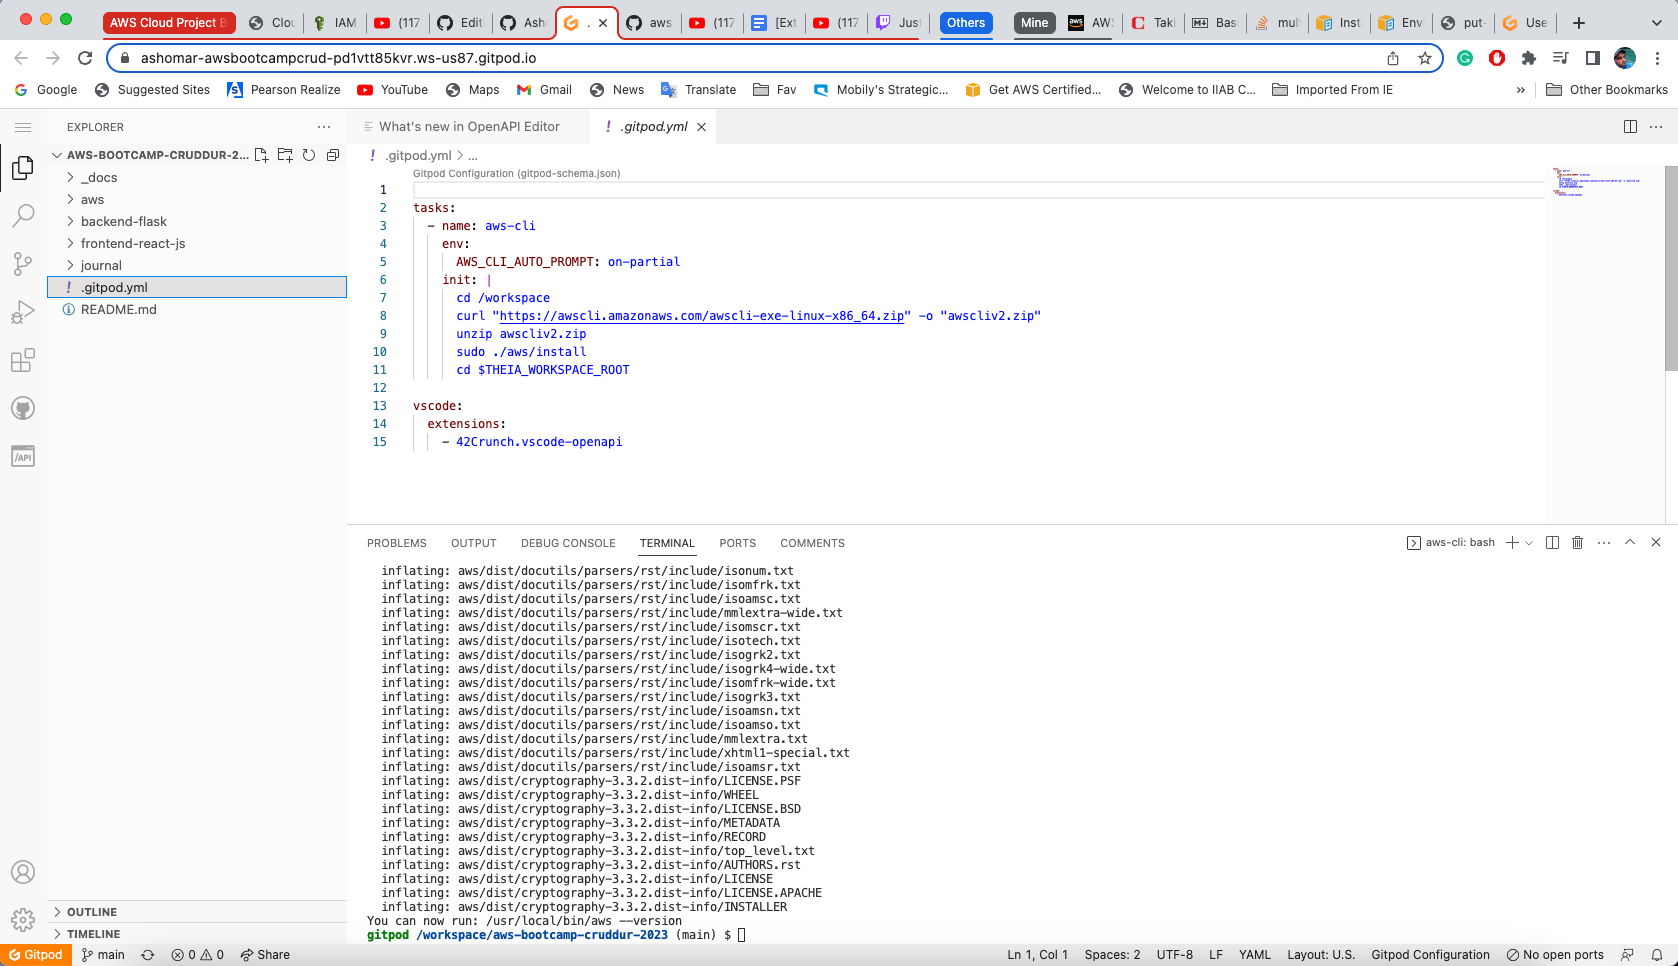 AWS Cloud Project B
Clou
IAM
(117
Editi
Ash
.
aws
(117
[Ext
(117
Just
Others
Mine
AWS
Taki
Bas
mul
Inst
Env
put-
Use
ashomar-awsbootcampcrud-pd1vtt85kvr.ws-us87.gitpod.io
Google
Suggested Sites
Pearson Realize
YouTube
Maps
Gmail
News
Translate
Fav
Mobily's Strategic...
Get AWS Certified...
Welcome to IIAB C...
Imported From IE
»
Other Bookmarks
EXPLORER
AWS-BOOTCAMP-CRUDDUR-2...
_docs
aws
backend-flask
frontend-react-js
journal
! .gitpod.yml
README.md
OUTLINE
TIMELINE
What's new in OpenAPI Editor
! .gitpod.yml
! .gitpod.yml > ...
Gitpod Configuration (gitpod-schema.json)
1
2 tasks:
3 - name: aws-cli
4 env:
5 AWS_CLI_AUTO_PROMPT: on-partial
6 init: |
7 cd /workspace
8 curl "https://awscli.amazonaws.com/awscli-exe-linux-x86_64.zip" -o "awscliv2.zip"
9 unzip awscliv2.zip
10 sudo ./aws/install
11 cd $THEIA_WORKSPACE_ROOT
12
13 vscode:
14 extensions:
15 - 42Crunch.vscode-openapi
PROBLEMS
OUTPUT
DEBUG CONSOLE
TERMINAL
PORTS
COMMENTS
aws-cli: bash
inflating: aws/dist/docutils/parsers/rst/include/isonum.txt
inflating: aws/dist/docutils/parsers/rst/include/isomfrk.txt
inflating: aws/dist/docutils/parsers/rst/include/isoamsc.txt
inflating: aws/dist/docutils/parsers/rst/include/mmlextra-wide.txt
inflating: aws/dist/docutils/parsers/rst/include/isomscr.txt
inflating: aws/dist/docutils/parsers/rst/include/isotech.txt
inflating: aws/dist/docutils/parsers/rst/include/isogrk2.txt
inflating: aws/dist/docutils/parsers/rst/include/isogrk4-wide.txt
inflating: aws/dist/docutils/parsers/rst/include/isomfrk-wide.txt
inflating: aws/dist/docutils/parsers/rst/include/isogrk3.txt
inflating: aws/dist/docutils/parsers/rst/include/isoamsn.txt
inflating: aws/dist/docutils/parsers/rst/include/isoamso.txt
inflating: aws/dist/docutils/parsers/rst/include/mmlextra.txt
inflating: aws/dist/docutils/parsers/rst/include/xhtml1-special.txt
inflating: aws/dist/docutils/parsers/rst/include/isoamsr.txt
inflating: aws/dist/cryptography-3.3.2.dist-info/LICENSE.PSF
inflating: aws/dist/cryptography-3.3.2.dist-info/WHEEL
inflating: aws/dist/cryptography-3.3.2.dist-info/LICENSE.BSD
inflating: aws/dist/cryptography-3.3.2.dist-info/METADATA
inflating: aws/dist/cryptography-3.3.2.dist-info/RECORD
inflating: aws/dist/cryptography-3.3.2.dist-info/top_level.txt
inflating: aws/dist/cryptography-3.3.2.dist-info/AUTHORS.rst
inflating: aws/dist/cryptography-3.3.2.dist-info/LICENSE
inflating: aws/dist/cryptography-3.3.2.dist-info/LICENSE.APACHE
inflating: aws/dist/cryptography-3.3.2.dist-info/INSTALLER
You can now run: /usr/local/bin/aws --version
gitpod /workspace/aws-bootcamp-cruddur-2023 (main) $
Gitpod
main
0
0
Share
Ln 1, Col 1
Spaces: 2
UTF-8
LF
YAML
Layout: U.S.
Gitpod Configuration
No open ports